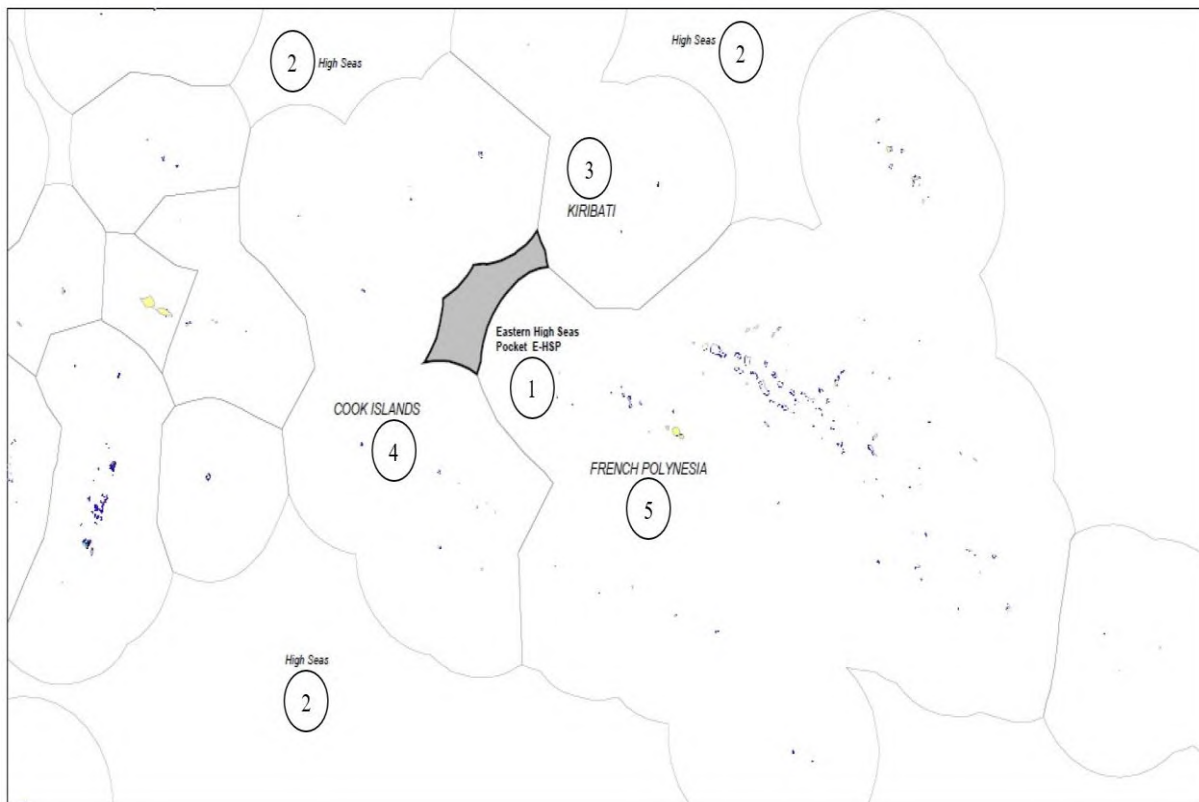 2 High Seas
High Seas 2
3
KIRIBATI
Eastern High Seas
Pocket E-HSP
1
COOK ISLANDS
4
FRENCH POLYNESIA
5
High Seas
2